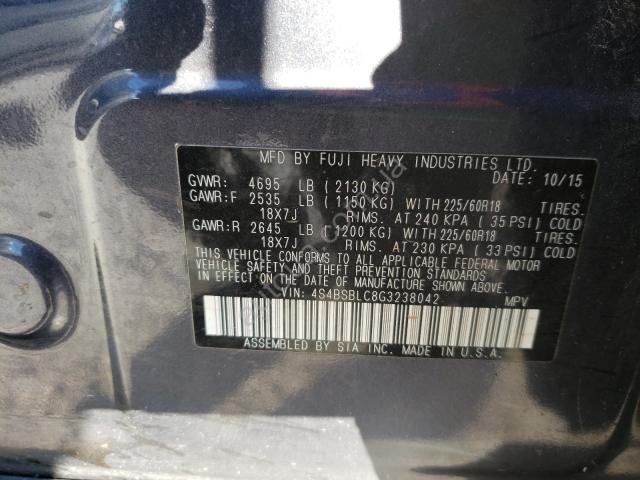 MFD BY FUJI HEAVY INDUSTRIES LTD.
GVWR: 4695 LB ( 2130 KG) 10/15
GAWR:F 2535 LB ( 1150 KG) WITH 225/60R18
18X7J RIMS. AT 240 KPA ( 35 PSI) COLD
GAWR:R 2645 LB ( 1200 KG) WITH 225/60R18
18X7J RIMS. AT 230 KPA ( 33 PSI) COLD
THIS VEHICLE CONFORMS TO ALL APPLICABLE FEDERAL MOTOR
VEHICLE SAFETY AND THEFT PREVENTION STANDARDS
IN EFFECT ON THE DATE OF MANUFACTURE SHOWN ABOVE.
VIN: 4S4BSBLC8G3238042 MPV
ASSEMBLED BY SIA INC. MADE IN U.S.A.